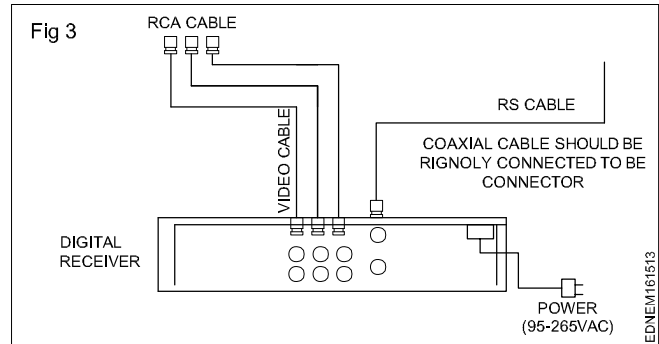 Fig 3
RCA CABLE
VIDEO CABLE
RS CABLE
COAXIAL CABLE SHOULD BE
RIGNOLY CONNECTED TO BE
CONNECTOR
DIGITAL
RECEIVER
POWER
(95-265VAC)
EDNEM161513